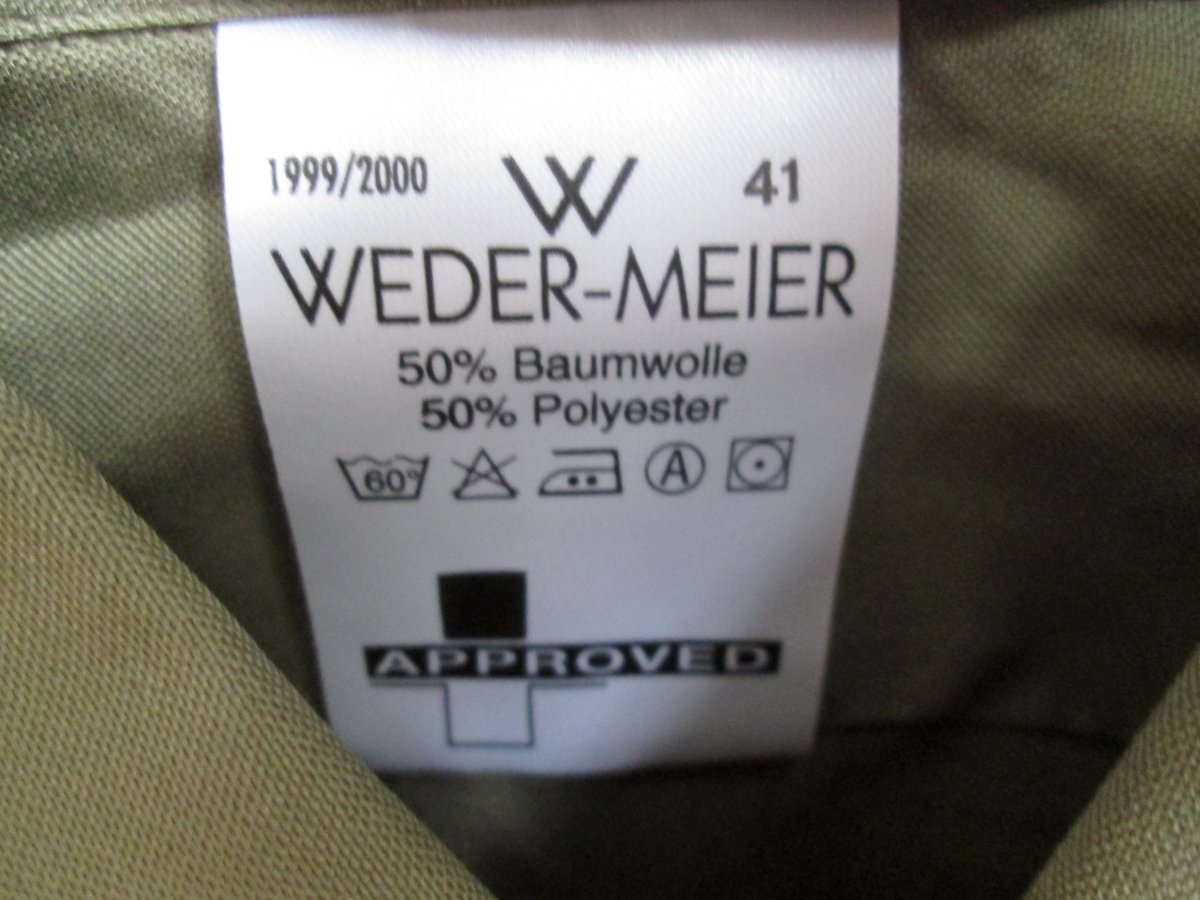 1999/2000 W 41
WEDER-MEIER
50% Baumwolle
50% Polyester
60° A
APPROVED